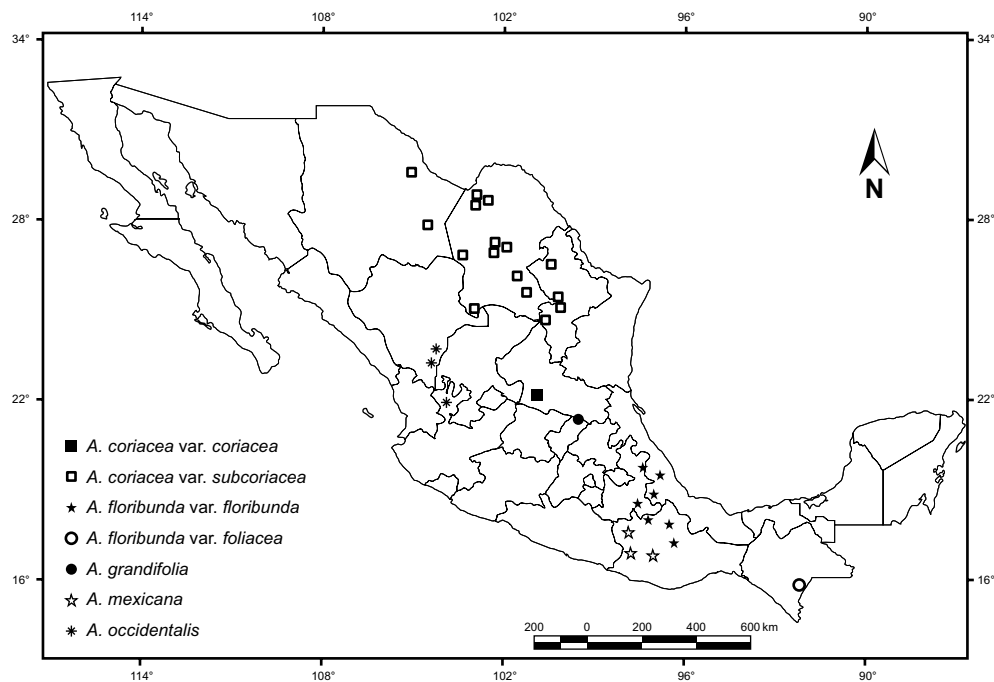 114° 108° 102° 96° 90°
34° 34°
N
28° 28°
22° 22°
A. coriacea var. coriacea
A. coriacea var. subcoriacea
A. floribunda var. floribunda
A. floribunda var. foliacea
A. grandifolia
A. mexicana
A. occidentalis
16° 16°
200 0 200 400 600 km
114° 108° 102° 96° 90°